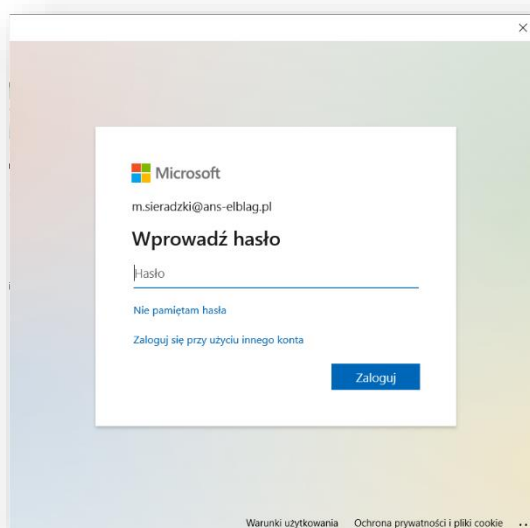 Microsoft
m.sieradzki@ans-elblag.pl
Wprowadź hasło
Hasło
Nie pamiętam hasła
Zaloguj się przy użyciu innego konta
Zaloguj
Warunki użytkowania Ochrona prywatności i pliki cookie